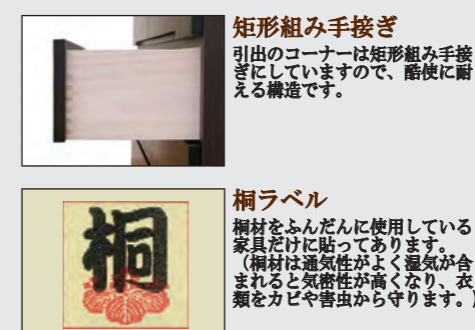 矩形組み手接ぎ
引出のコーナーは矩形組み手接
ぎにしていますので、酷使に耐
える構造です。
桐
桐ラベル
桐材をふんだんに使用している
家具だけに貼ってあります。
（桐材は通気性がよく湿気が含
まれると気密性が高くなり、衣
類をカビや害虫から守ります。）